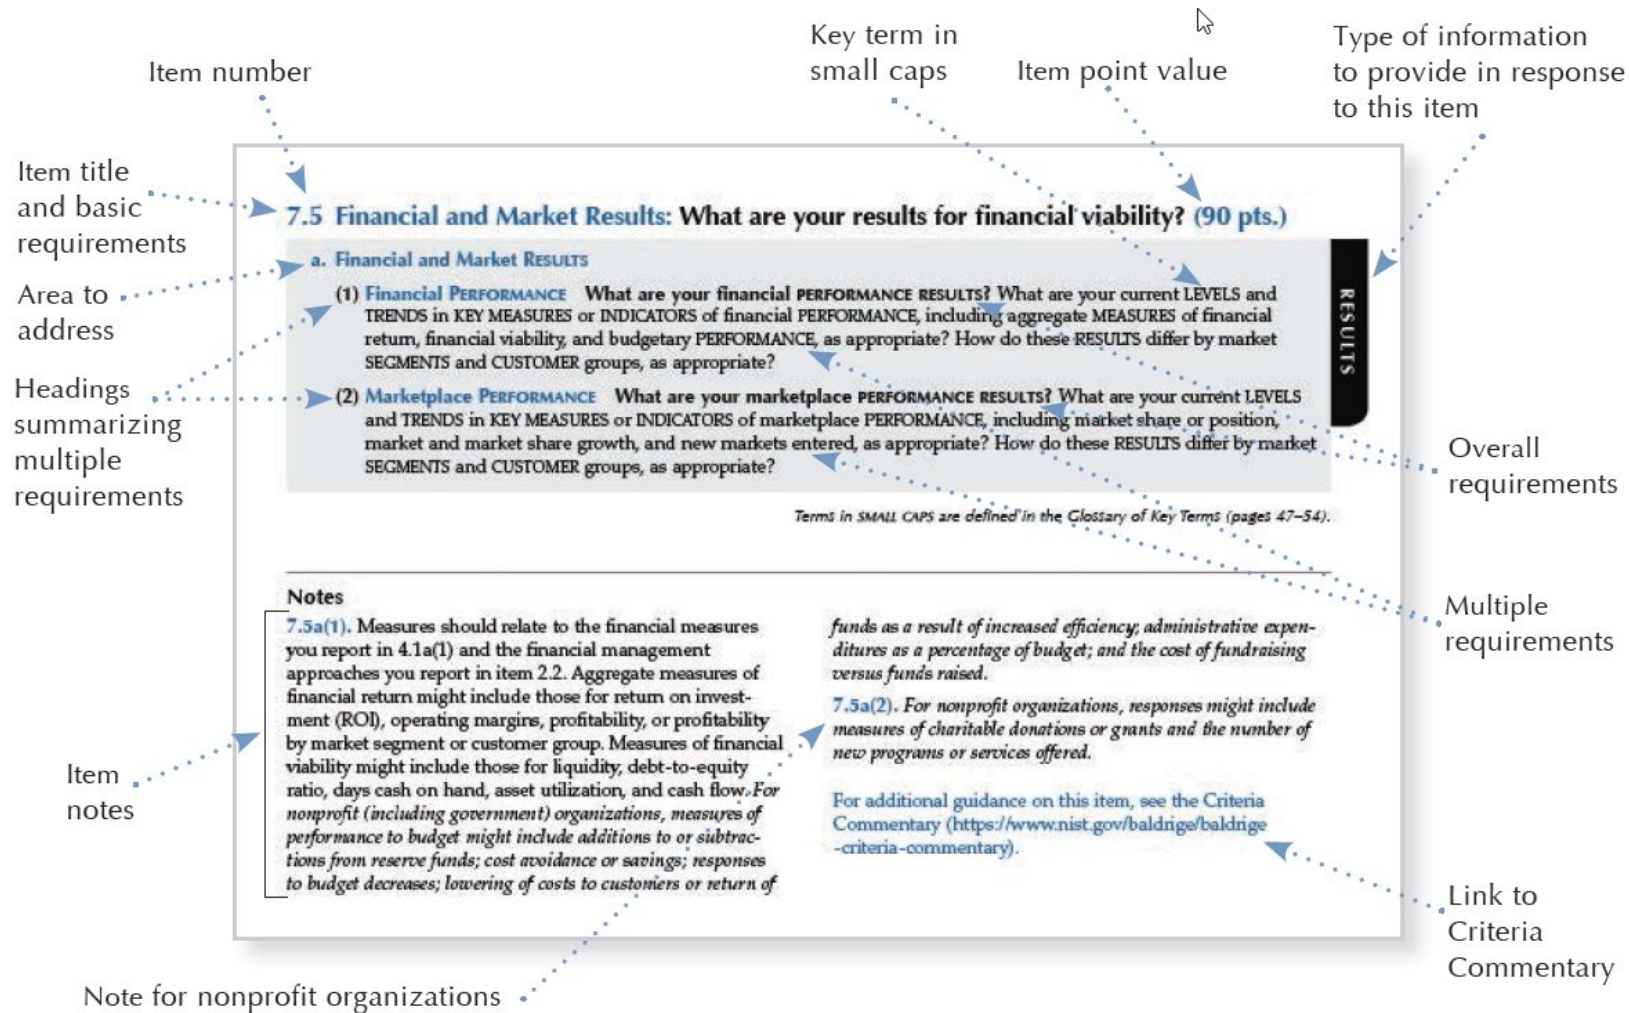 Item number
Key term in
small caps
Item point value
Type of information
to provide in response
to this item
Item title
and basic
requirements
Area to
address
Headings
summarizing
multiple
requirements
Item
notes
Note for nonprofit organizations
7.5 Financial and Market Results: What are your results for financial viability? (90 pts.)
a. Financial and Market RESULTS
(1) Financial PERFORMANCE What are your financial PERFORMANCE RESULTS? What are your current LEVELS and
TRENDS in KEY MEASURES or INDICATORS of financial PERFORMANCE, including aggregate MEASURES of financial
return, financial viability, and budgetary PERFORMANCE, as appropriate? How do these RESULTS differ by market
SEGMENTS and CUSTOMER groups, as appropriate?
(2) Marketplace PERFORMANCE What are your marketplace PERFORMANCE RESULTS? What are your current LEVELS
and TRENDS in KEY MEASURES or INDICATORS of marketplace PERFORMANCE, including market share or position,
market and market share growth, and new markets entered, as appropriate? How do these RESULTS differ by market
SEGMENTS and CUSTOMER groups, as appropriate?
RESULTS
Terms in SMALL CAPS are defined in the Glossary of Key Terms (pages 47–54).
Notes
7.5a(1). Measures should relate to the financial measures
you report in 4.1a(1) and the financial management
approaches you report in item 2.2. Aggregate measures of
financial return might include those for return on invest-
ment (ROI), operating margins, profitability, or profitability
by market segment or customer group. Measures of financial
viability might include those for liquidity, debt-to-equity
ratio, days cash on hand, asset utilization, and cash flow. For
nonprofit (including government) organizations, measures of
performance to budget might include additions to or subtrac-
tions from reserve funds; cost avoidance or savings; responses
to budget decreases; lowering of costs to customers or return of
funds as a result of increased efficiency; administrative expen-
ditures as a percentage of budget; and the cost of fundraising
versus funds raised.
7.5a(2). For nonprofit organizations, responses might include
measures of charitable donations or grants and the number of
new programs or services offered.
For additional guidance on this item, see the Criteria
Commentary (https://www.nist.gov/baldrige/baldrige
-criteria-commentary).
Overall
requirements
Multiple
requirements
Link to
Criteria
Commentary